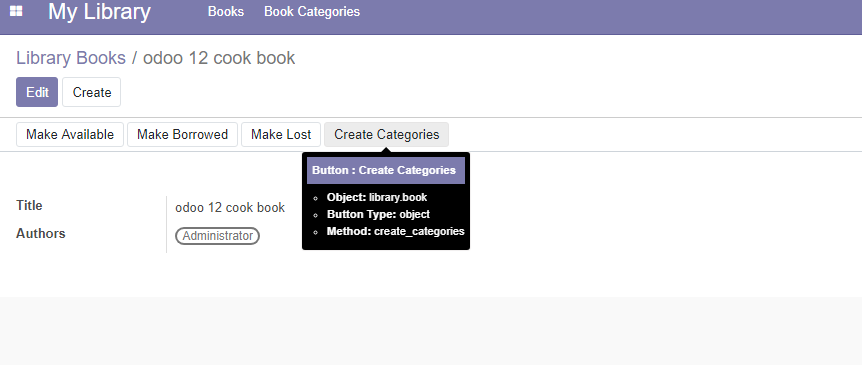 My Library Books Book Categories
Library Books / odoo 12 cook book
Edit Create
Make Available Make Borrowed Make Lost Create Categories
Button : Create Categories
Object: library.book
Button Type: object
Method: create_categories
Title odoo 12 cook book
Authors Administrator